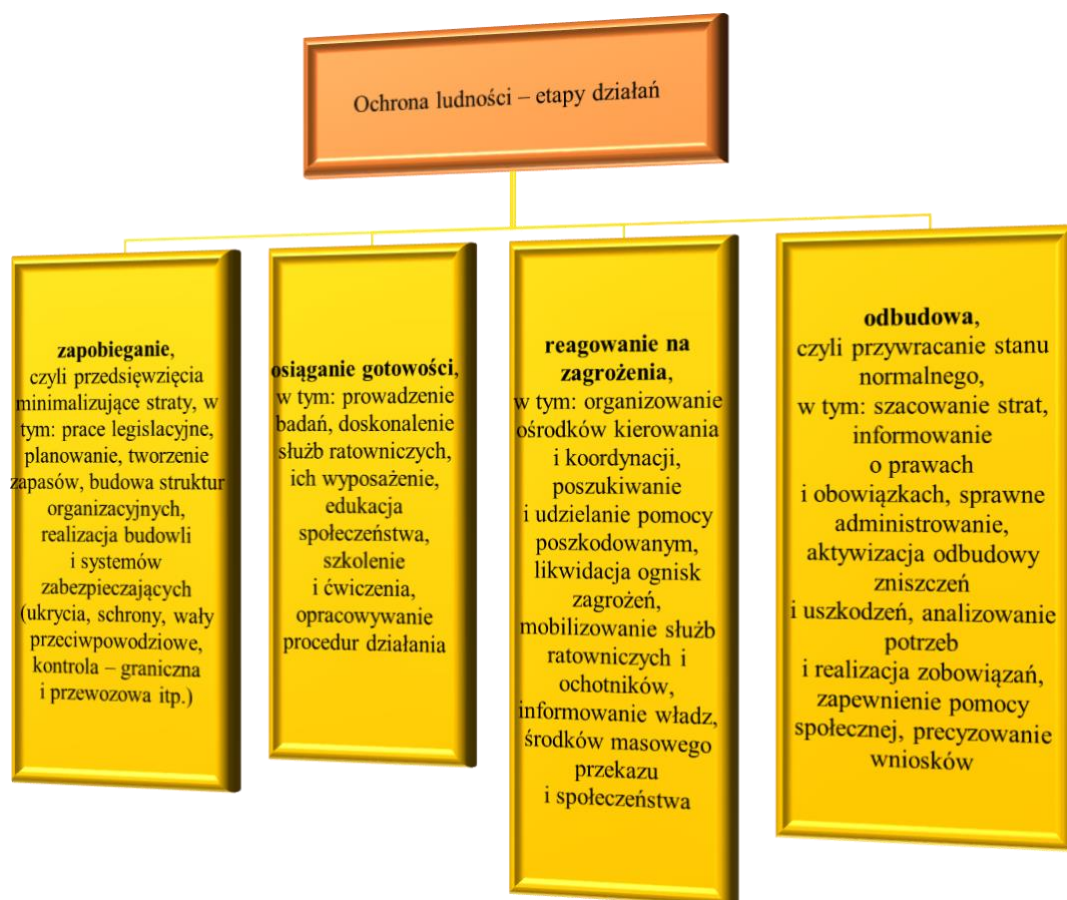 Ochrona ludności – etapy działań
zapobieganie,
czyli przedsięwzięcia
minimalizujące straty, w
tym: prace legislacyjne,
planowanie, tworzenie
zapasów, budowa struktur
organizacyjnych,
realizacja budowli
i systemów
zabezpieczających
(ukrycia, schrony, wały
przeciwpowodziowe,
kontrola – graniczna
i przewozowa itp.)
osiąganie gotowości,
w tym: prowadzenie
badań, doskonalenie
służb ratowniczych,
ich wyposażenie,
edukacja
społeczeństwa,
szkolenie
i ćwiczenia,
opracowywanie
procedur działania
reagowanie na
zagrożenia,
w tym: organizowanie
ośrodków kierowania
i koordynacji,
poszukiwanie
i udzielanie pomocy
poszkodowanym,
likwidacja ognisk
zagrożeń,
mobilizowanie służb
ratowniczych i
ochotników,
informowanie władz,
środków masowego
przekazu
i społeczeństwa
odbudowa,
czyli przywracanie stanu
normalnego,
w tym: szacowanie strat,
informowanie
o prawach
i obowiązkach, sprawne
administrowanie,
aktywizacja odbudowy
zniszczeń
i uszkodzeń, analizowanie
potrzeb
i realizacja zobowiązań,
zapewnienie pomocy
społecznej, precyzowanie
wniosków